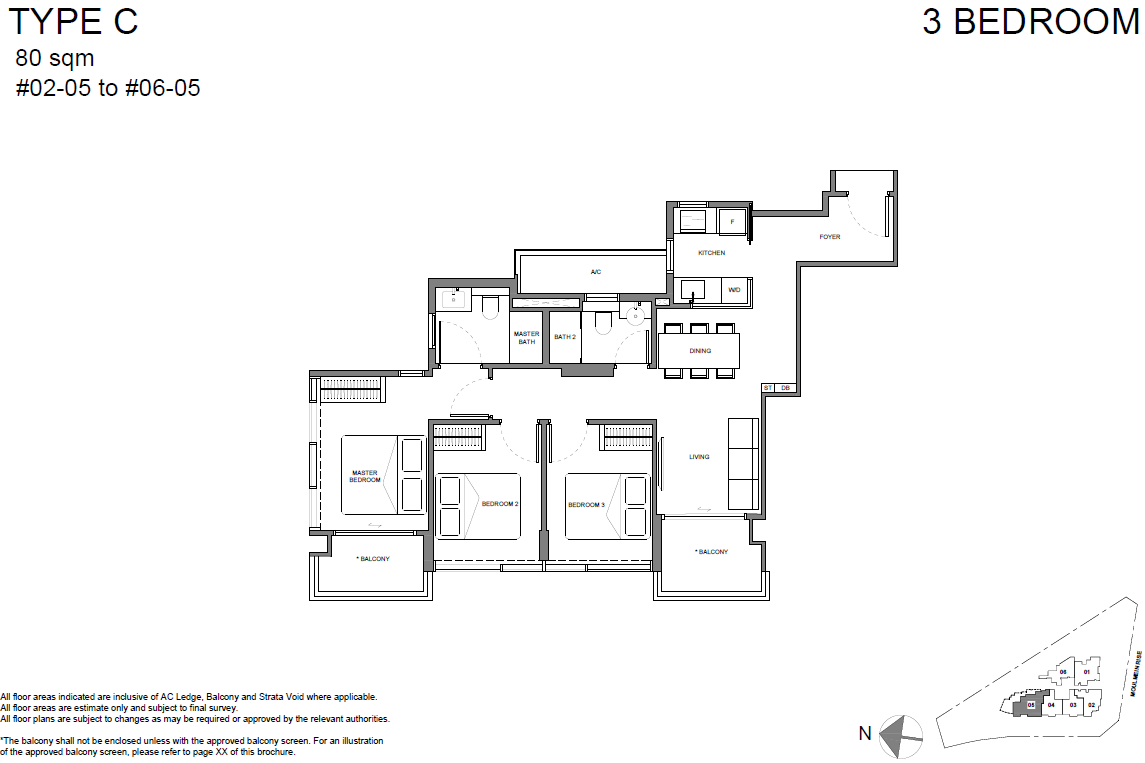 TYPE C
3 BEDROOM
80 sqm
#02-05 to #06-05
F
FOYER
KITCHEN
A/C
W/D
MASTER
BATH
BATH 2
DINING
ST
DB
LIVING
MASTER
BEDROOM
BEDROOM 2
BEDROOM 3
* BALCONY
* BALCONY
All floor areas indicated are inclusive of AC Ledge, Balcony and Strata Void where applicable.
All floor areas are estimate only and subject to final survey.
All floor plans are subject to changes as may be required or approved by the relevant authorities.
*The balcony shall not be enclosed unless with the approved balcony screen. For an illustration
of the approved balcony screen, please refer to page XX of this brochure.
N
06
01
05
04
03
02
MOULMEIN RISE